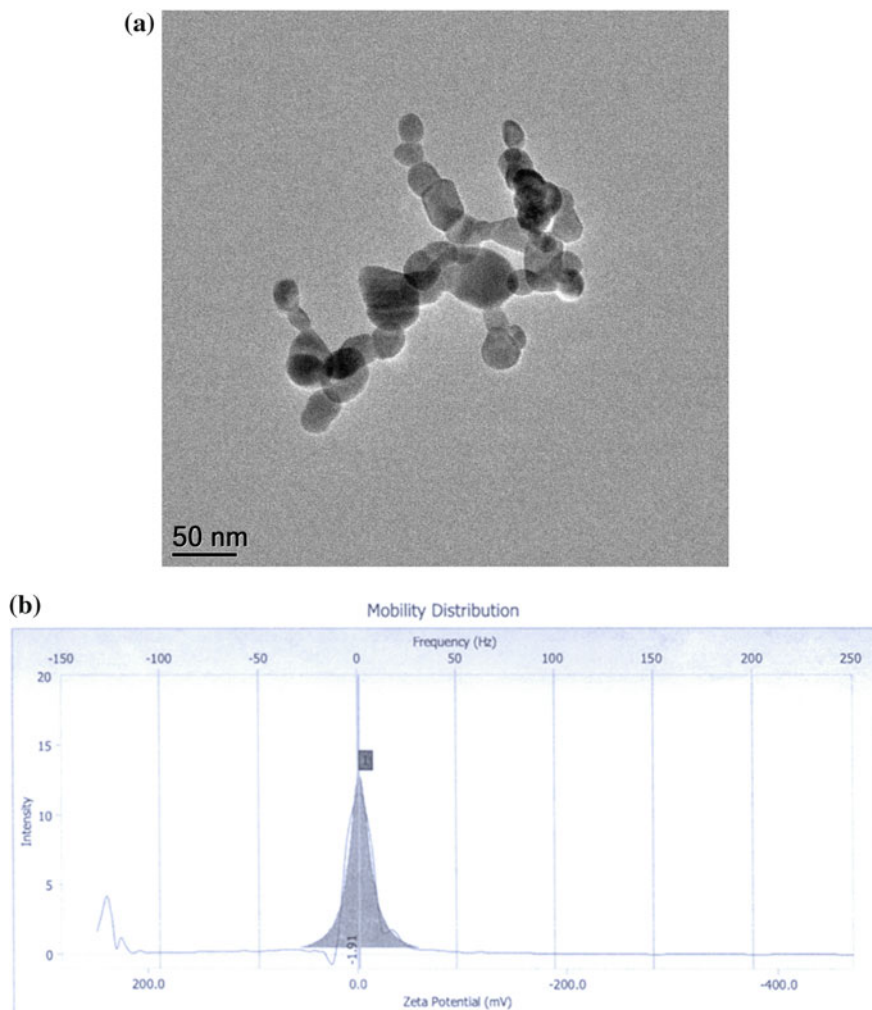 (a)
50 nm
(b)
Mobility Distribution
Frequency (Hz)
-150 -100 -50 0 50 100 150 200 250
20
15
10
5
0
Intensity
1
-1.91
200.0 0.0 -200.0 -400.0
Zeta Potential (mV)